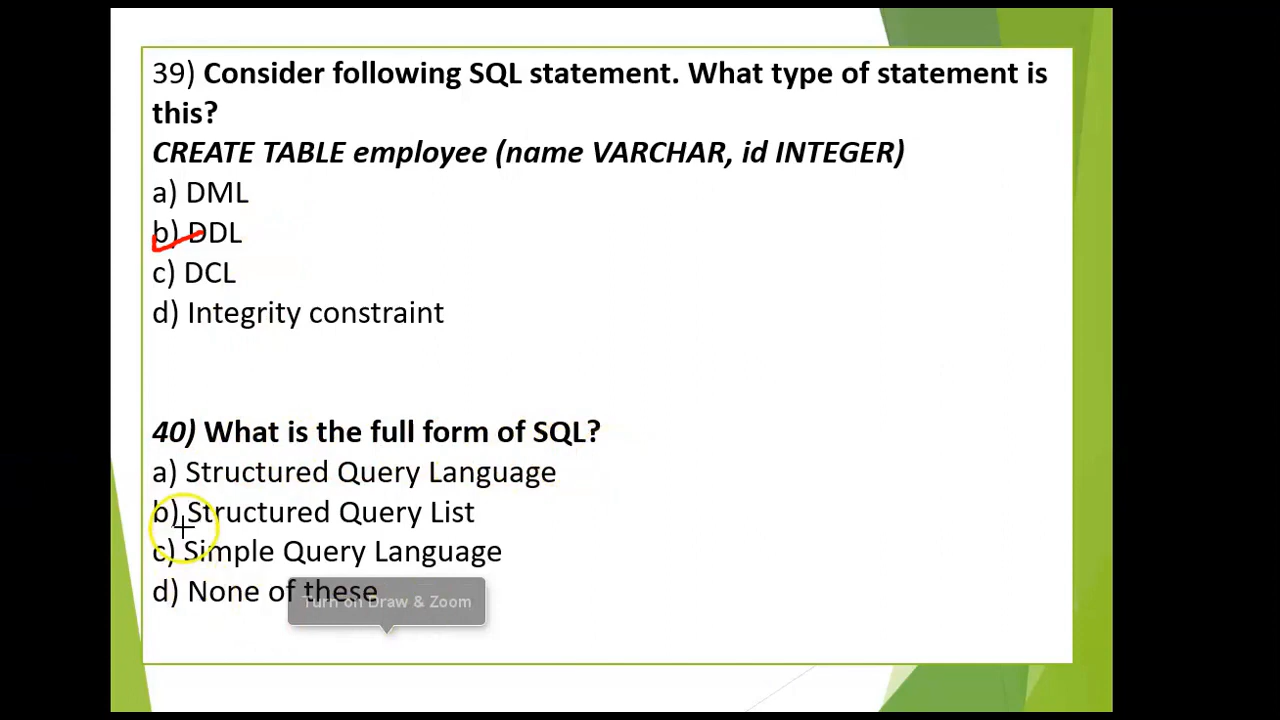 39) Consider following SQL statement. What type of statement is
this?
CREATE TABLE employee (name VARCHAR, id INTEGER)
a) DML
b) DDL
c) DCL
d) Integrity constraint
40) What is the full form of SQL?
a) Structured Query Language
b) Structured Query List
c) Simple Query Language
d) None of these
Turn on Draw & Zoom